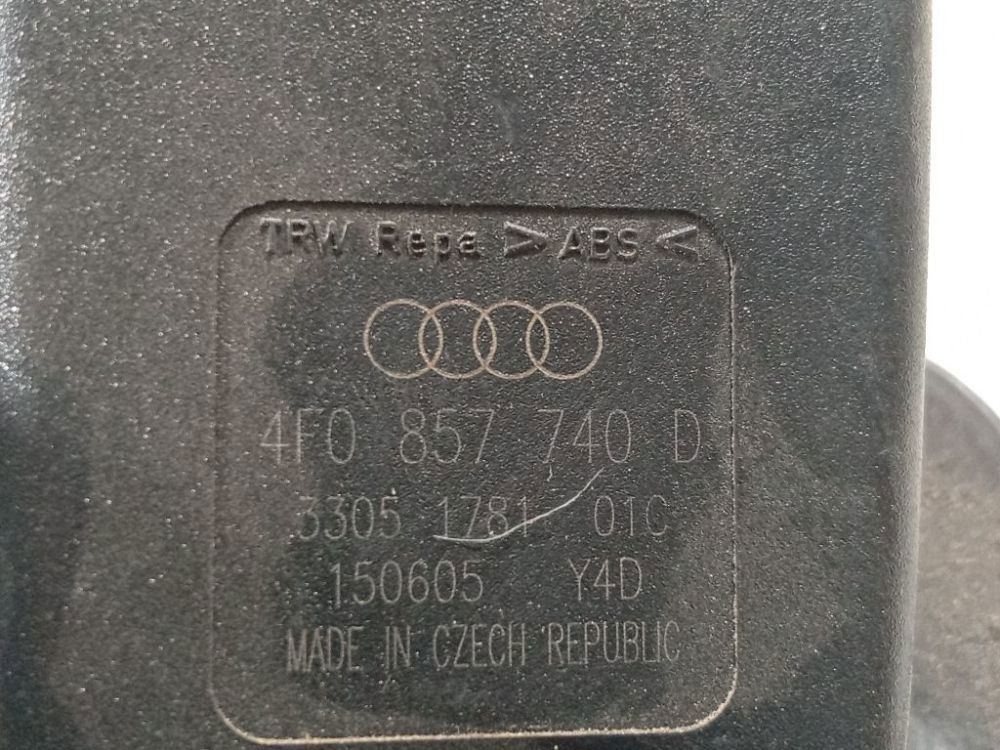 TRW Repa >ABS<
4F0 857 740 D
3305 1781 01C
150605 Y4D
MADE IN CZECH REPUBLIC